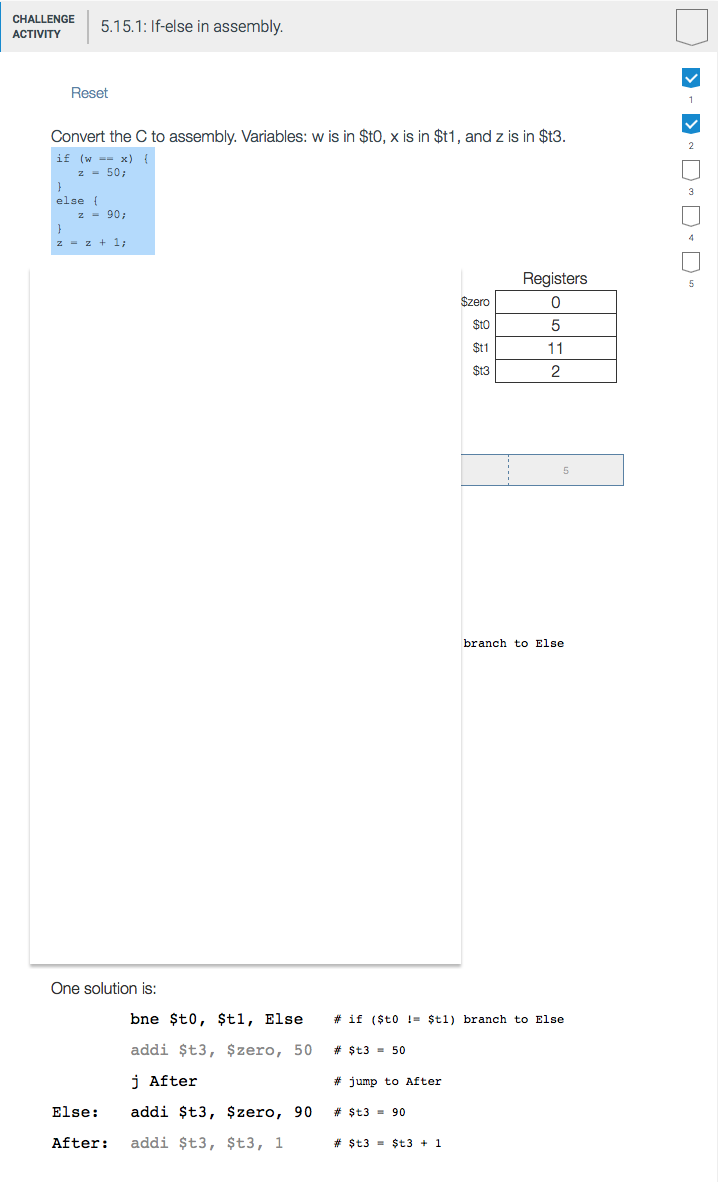 CHALLENGE ACTIVITY
5.15.1: If-else in assembly.
Reset
1
2
3
4
5
Convert the C to assembly. Variables: w is in $t0, x is in $t1, and z is in $t3.
if (w == x) {
   z = 50;
}
else {
   z = 90;
}
z = z + 1;
Registers
$zero 0
$t0 5
$t1 11
$t3 2
5
branch to Else
One solution is:
bne $t0, $t1, Else # if ($t0 != $t1) branch to Else
addi $t3, $zero, 50 # $t3 = 50
j After # jump to After
Else: addi $t3, $zero, 90 # $t3 = 90
After: addi $t3, $t3, 1 # $t3 = $t3 + 1